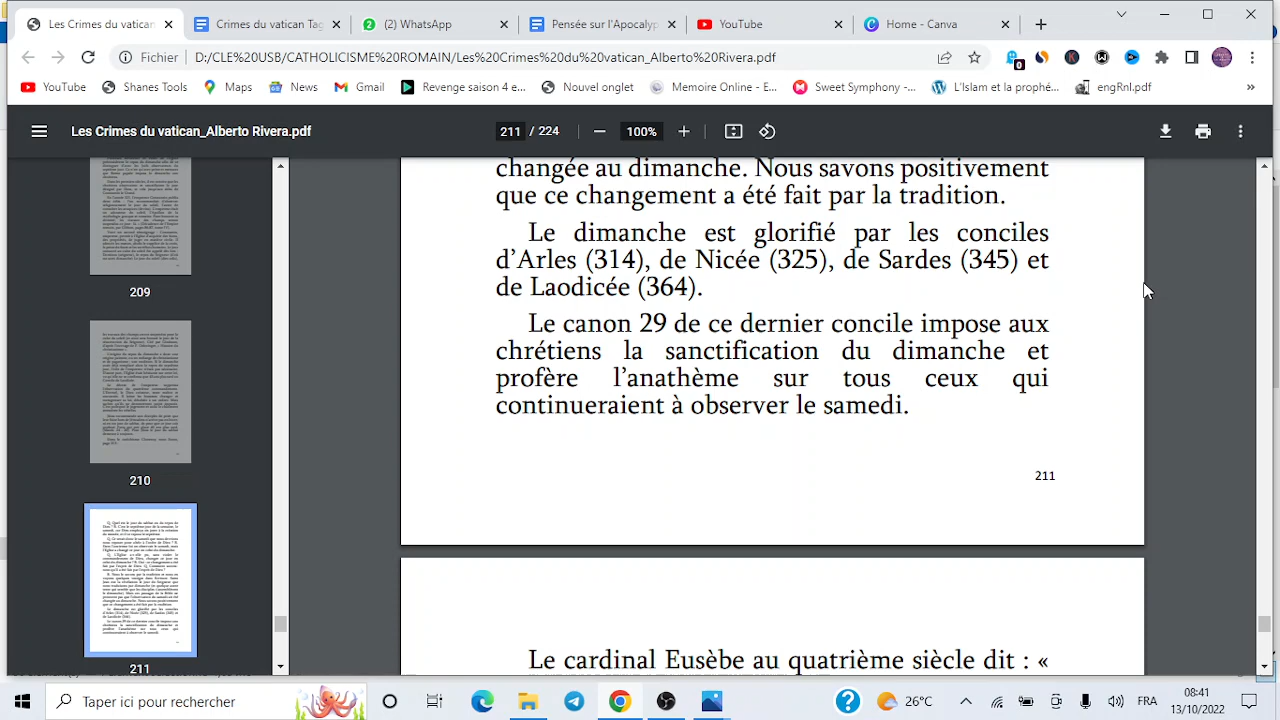 Les Crimes du vatican
Crimes du vatican Tag
(2) WhatsApp
Pensée sur l'Apocalyp
YouTube
Home - Canva
Fichier
D:/CLE%20USB/CATHOLICISME%20ROMAIN/Les%20Crimes%20du%20vatican_Alberto%20Rivera.pdf
YouTube
Shanes Tools
Maps
News
Gmail
Revenge saison 4 e...
Nouvel onglet
Memoire Online - E...
Sweet Symphony -...
L'Islam et la prophé...
engRnl.pdf
»
Les Crimes du vatican_Alberto Rivera.pdf
211 / 224
100%
changée au dimanche. Nous savons positivement
que ce changement a été fait par la tradition.
Le dimanche est glorifié par les conciles
d'Arles (314), de Nicée (325), de Sardes (345) et
de Laodicée (364).
Le canon 29 de ce dernier concile impose aux
chrétiens la sanctification du dimanche et
profère l'anathème sur tous ceux qui
continueraient à observer le samedi.
211
Le cardinal Eusèbe au quatrième siècle dit : «
209
210
211
Taper ici pour rechercher
26°C
FRA
08:41
13/10/2022